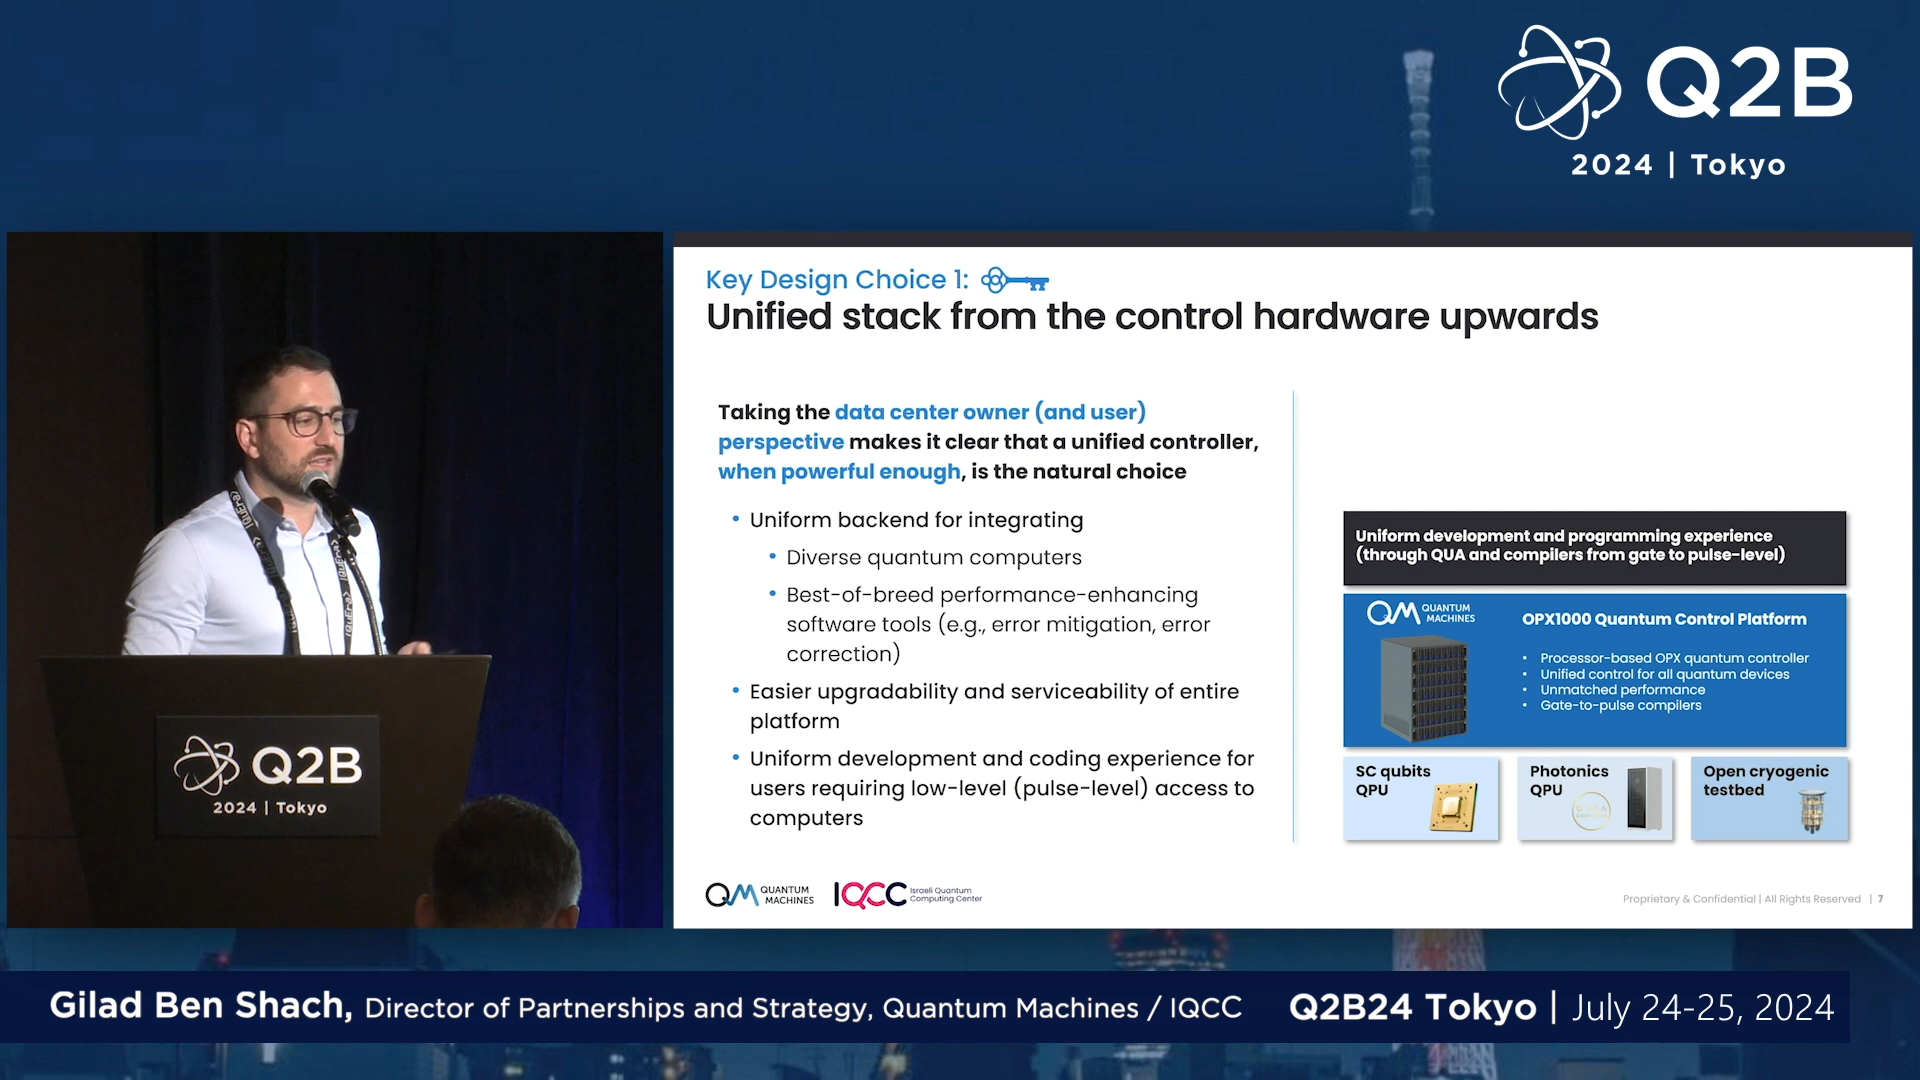 Q2B
2024 | Tokyo
Key Design Choice 1:
Unified stack from the control hardware upwards
Taking the data center owner (and user)
perspective makes it clear that a unified controller,
when powerful enough, is the natural choice
• Uniform backend for integrating
• Diverse quantum computers
• Best-of-breed performance-enhancing
software tools (e.g., error mitigation, error
correction)
• Easier upgradability and serviceability of entire
platform
• Uniform development and coding experience for
users requiring low-level (pulse-level) access to
computers
Uniform development and programming experience
(through QUA and compilers from gate to pulse-level)
QM QUANTUM
MACHINES
OPX1000 Quantum Control Platform
• Processor-based OPX quantum controller
• Unified control for all quantum devices
• Unmatched performance
• Gate-to-pulse compilers
SC qubits
QPU
Photonics
QPU
Open cryogenic
testbed
QM QUANTUM
MACHINES
IQCC Israeli Quantum
Computing Center
Proprietary & Confidential | All Rights Reserved | 7
Q2B
2024 | Tokyo
Gilad Ben Shach, Director of Partnerships and Strategy, Quantum Machines / IQCC
Q2B24 Tokyo | July 24-25, 2024